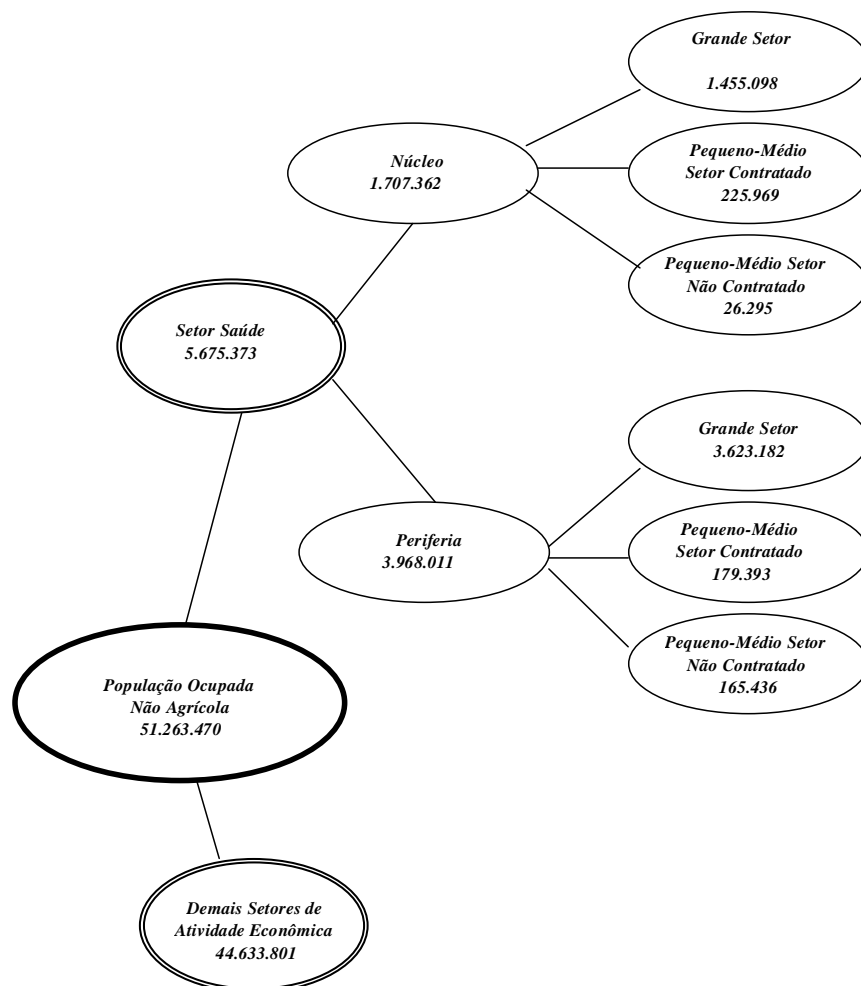 Grande Setor
1.455.098
Núcleo
1.707.362
Pequeno-Médio
Setor Contratado
225.969
Pequeno-Médio Setor
Não Contratado
26.295
Setor Saúde
5.675.373
Grande Setor
3.623.182
Periferia
3.968.011
Pequeno-Médio
Setor Contratado
179.393
Pequeno-Médio Setor
Não Contratado
165.436
População Ocupada
Não Agrícola
51.263.470
Demais Setores de
Atividade Econômica
44.633.801